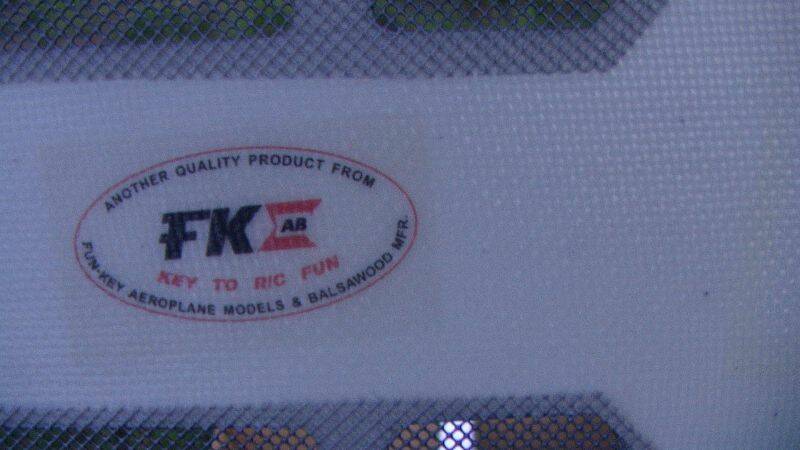 ANOTHER QUALITY PRODUCT FROM
FK AB
KEY TO R/C FUN
FUN-KEY AEROPLANE MODELS & BALSAWOOD MFR.